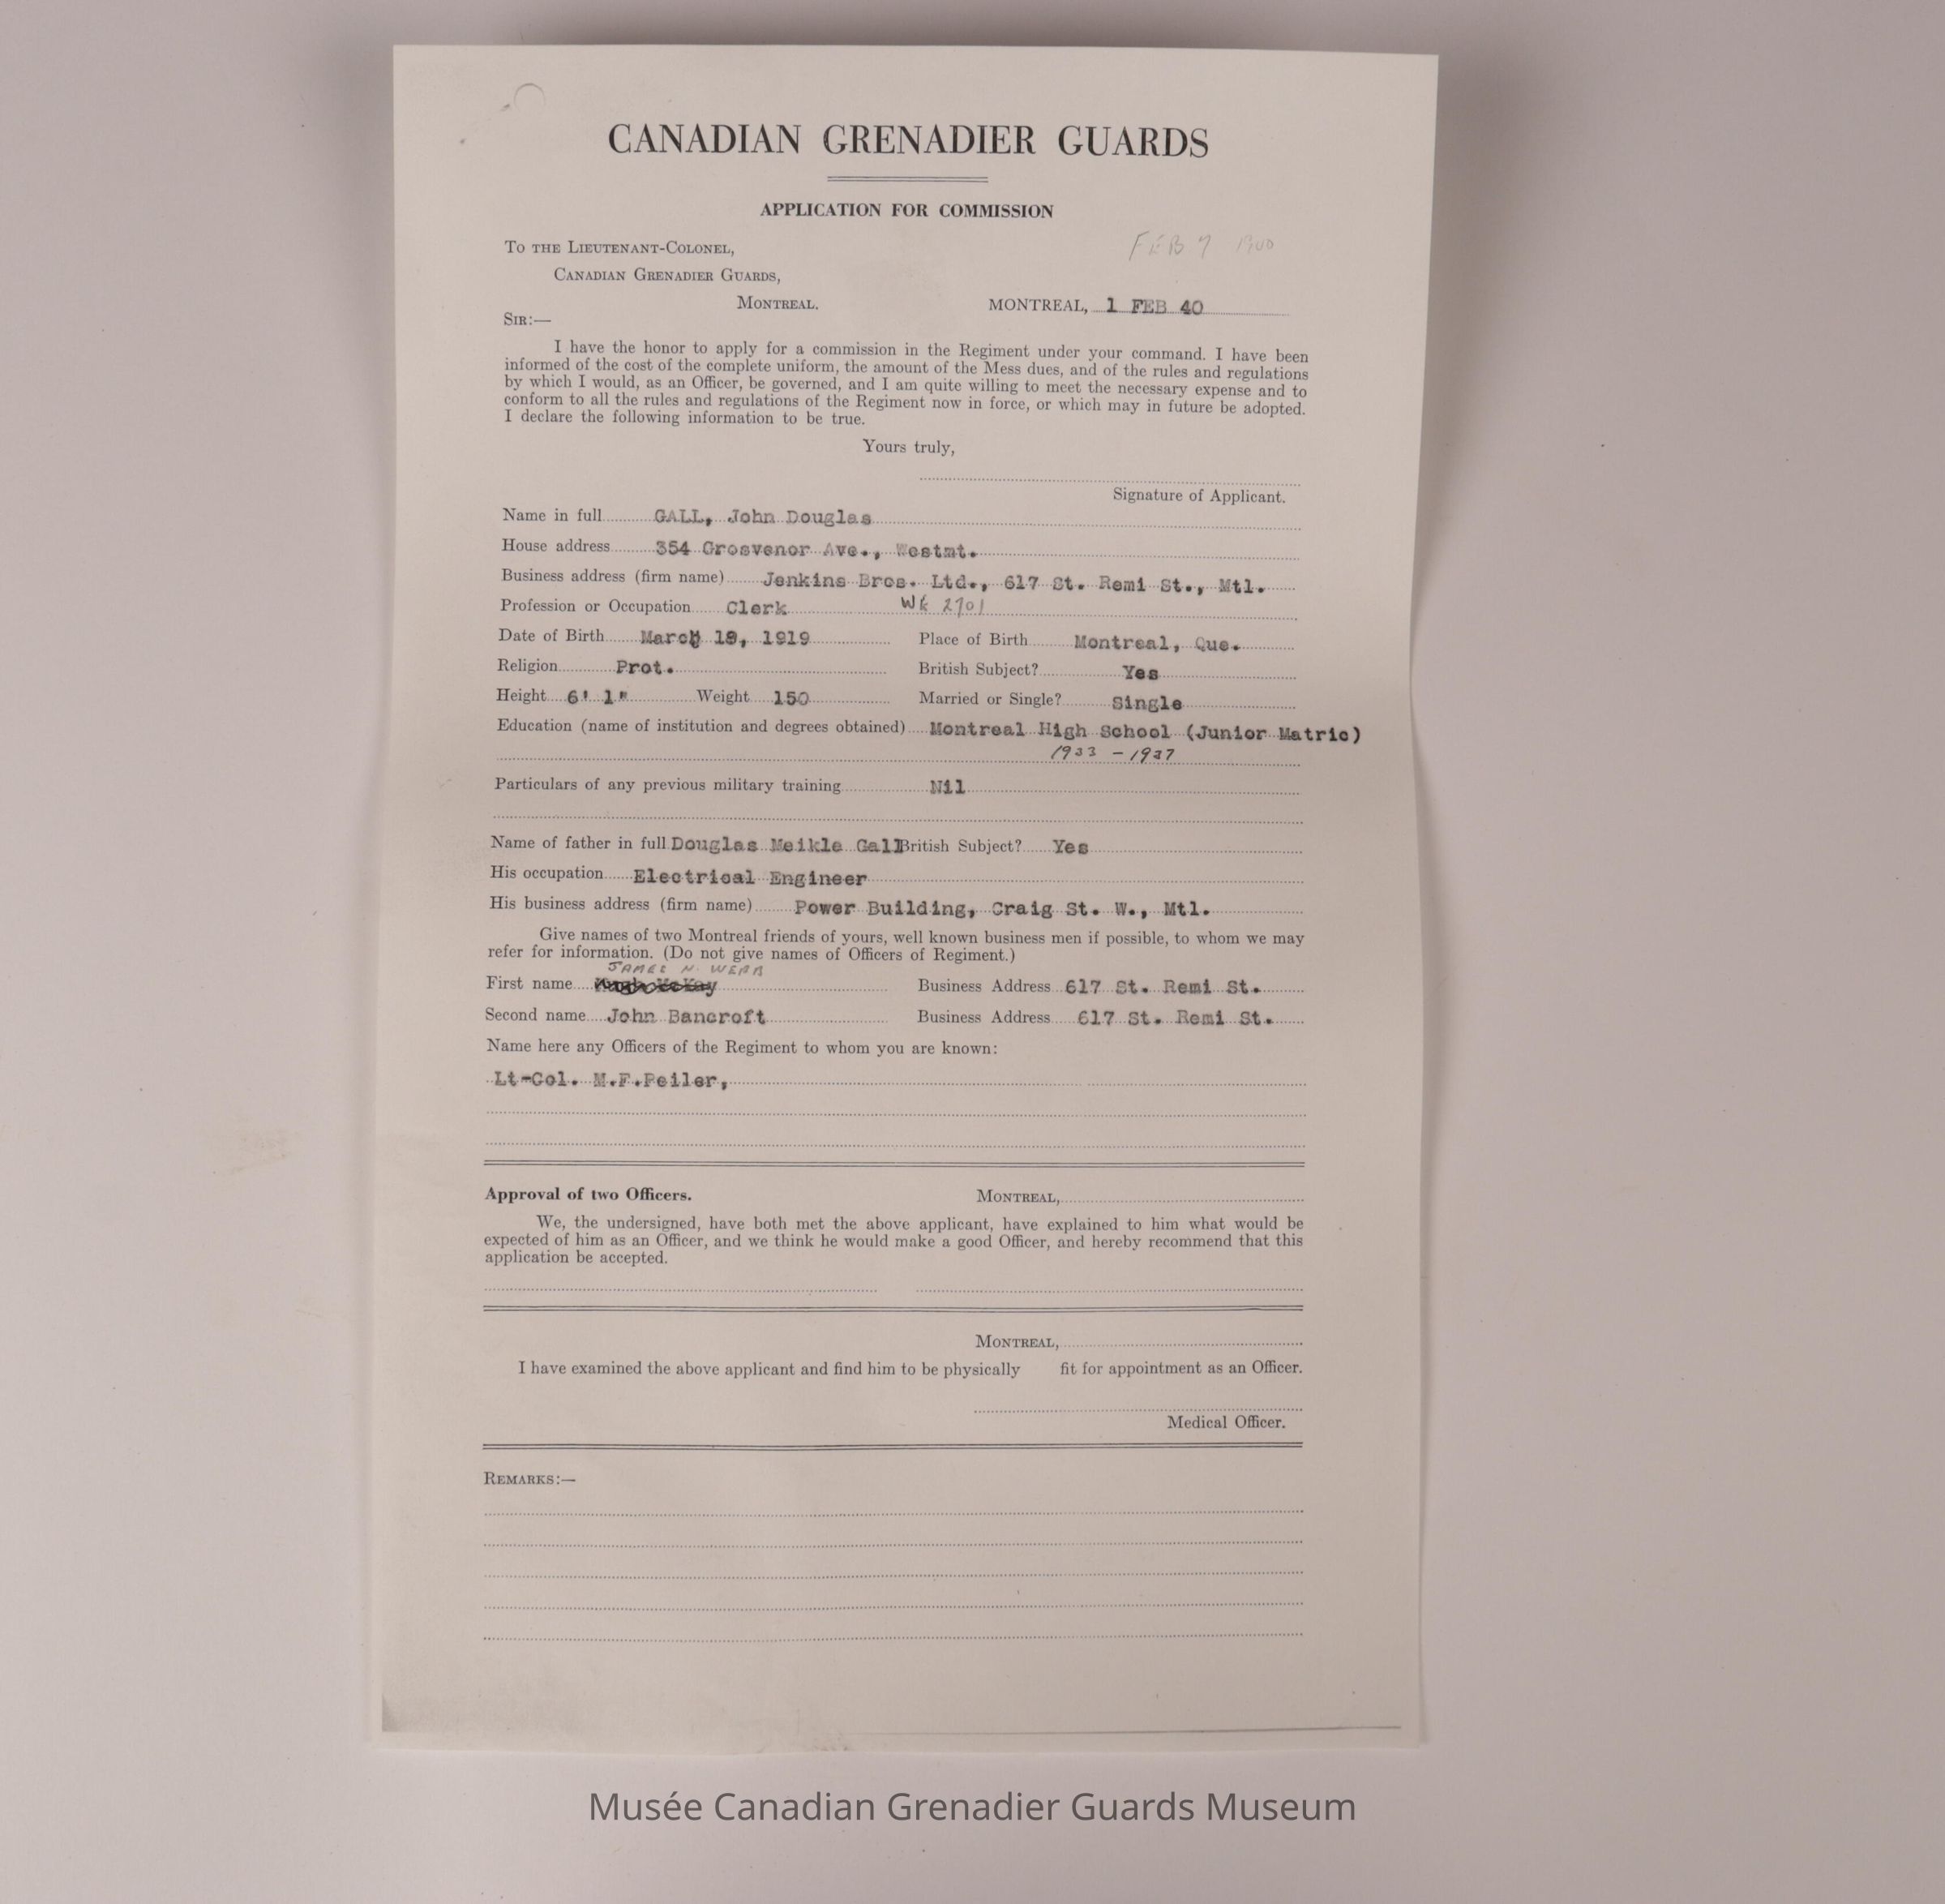 CANADIAN GRENADIER GUARDS
APPLICATION FOR COMMISSION
TO THE LIEUTENANT-COLONEL,
FEB 7
CANADIAN GRENADIER GUARDS,
MONTREAL.
MONTREAL, 1 FEB 40
SIR:—
I have the honor to apply for a commission in the Regiment under your command. I have been
informed of the cost of the complete uniform, the amount of the Mess dues, and of the rules and regulations
by which I would, as an Officer, be governed, and I am quite willing to meet the necessary expense and to
conform to all the rules and regulations of the Regiment now in force, or which may in future be adopted.
I declare the following information to be true.
Yours truly,
Signature of Applicant.
Name in full GALL, John Douglas
House address 354 Grosvenor Ave., Westmt.
Business address (firm name) Jenkins Bros. Ltd., 617 St. Remi St., Mtl.
Profession or Occupation Clerk Wk 2701
Date of Birth March 19, 1919 Place of Birth Montreal, Que.
Religion Prot. British Subject? Yes
Height 6' 1" Weight 150 Married or Single? Single
Education (name of institution and degrees obtained) Montreal High School (Junior Matric)
1933 - 1937
Particulars of any previous military training Nil
Name of father in full Douglas Meikle Gall British Subject? Yes
His occupation Electrical Engineer
His business address (firm name) Power Building, Craig St. W., Mtl.
Give names of two Montreal friends of yours, well known business men if possible, to whom we may
refer for information. (Do not give names of Officers of Regiment.)
JAMES N. WEBB
First name Business Address 617 St. Remi St.
Second name John Bancroft Business Address 617 St. Remi St.
Name here any Officers of the Regiment to whom you are known:
Lt-Col. M.F.Peiler,
Approval of two Officers. MONTREAL,
We, the undersigned, have both met the above applicant, have explained to him what would be
expected of him as an Officer, and we think he would make a good Officer, and hereby recommend that this
application be accepted.
MONTREAL,
I have examined the above applicant and find him to be physically fit for appointment as an Officer.
Medical Officer.
REMARKS:—
Musée Canadian Grenadier Guards Museum